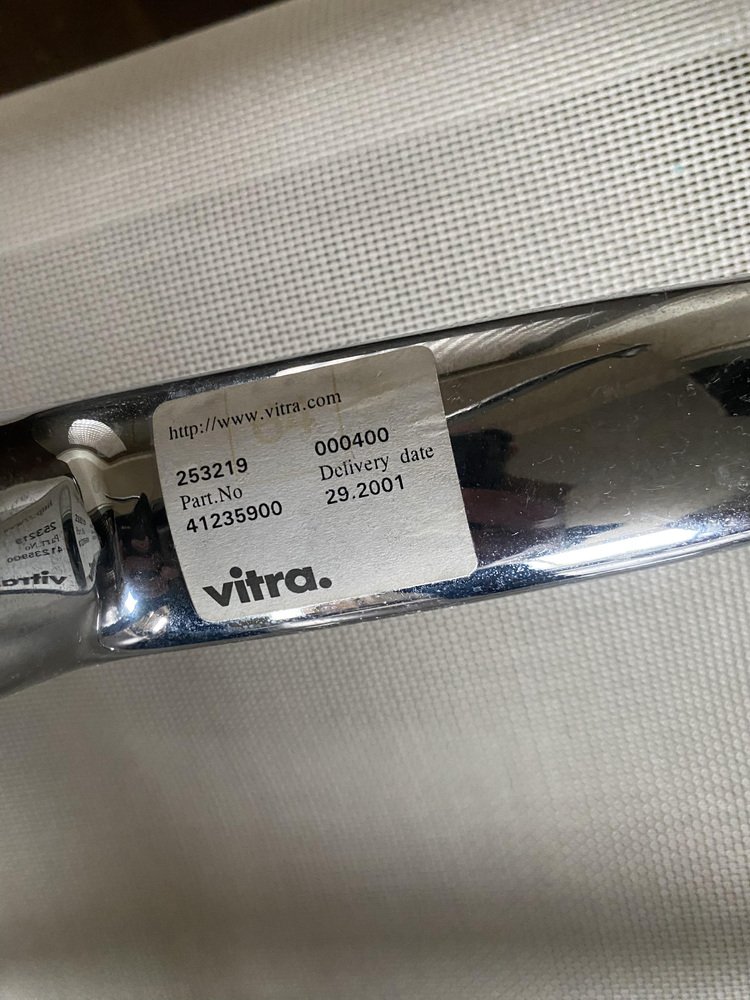 http://www.vitra.com
253219 000400
Part.No Delivery date
41235900 29.2001
vitra.